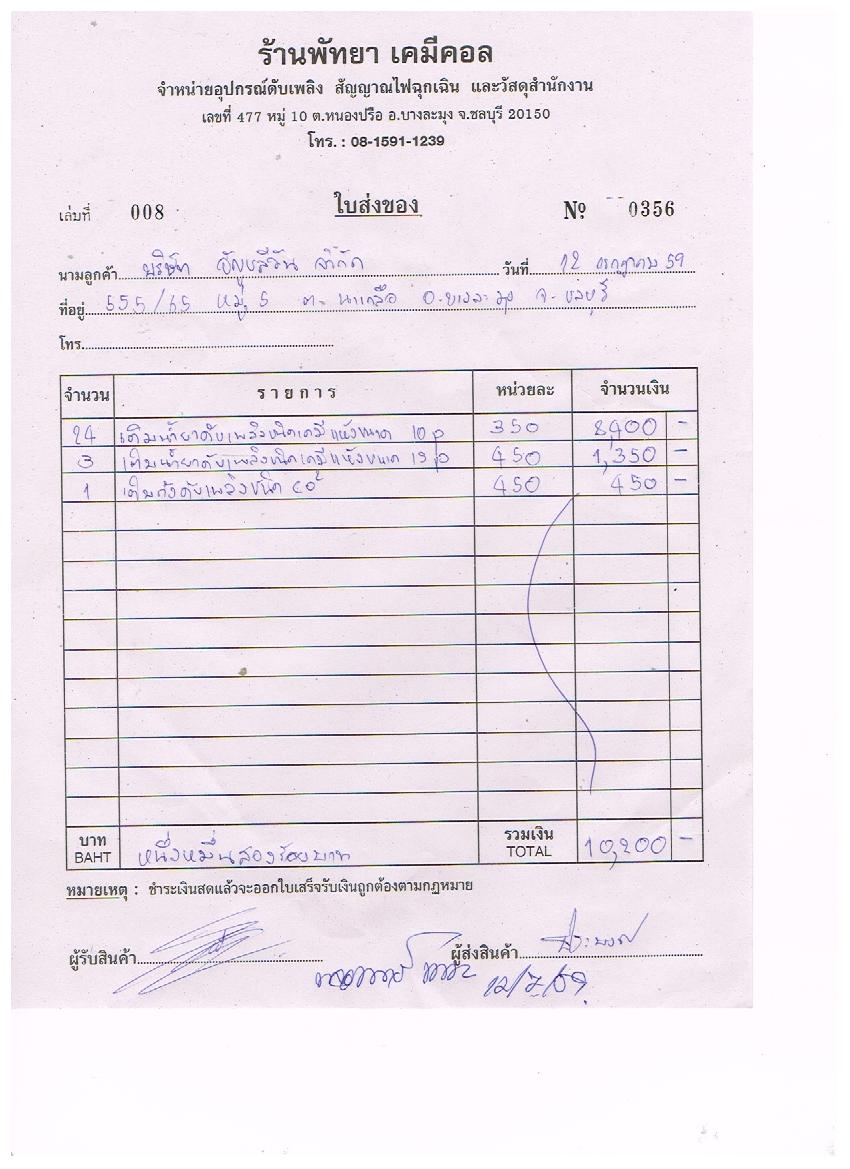 ร้านพัทยา เคมีคอล
จำหน่ายอุปกรณ์ดับเพลิง สัญญาณไฟฉุกเฉิน และวัสดุสำนักงาน
เลขที่ 477 หมู่ 10 ต.หนองปรือ อ.บางละมุง จ.ชลบุรี 20150
โทร. : 08-1591-1239
เล่มที่ 008 ใบส่งของ № 0356
นามลูกค้า บริษัท จำกัด วันที่ 12 กรกฎาคม 59
ที่อยู่ 555/65 หมู่ 5 ต. นาเกลือ อ.บางละมุง จ. ชลบุรี
โทร.
จำนวน รายการ หน่วยละ จำนวนเงิน
24 เติมน้ำยาดับเพลิงชนิดเคมีแห้งขนาด 10 p 350 8,400 -
3 เติมน้ำยาดับเพลิงชนิดเคมีแห้งขนาด 15 p 450 1,350 -
1 เติมถังดับเพลิงชนิด CO² 450 450 -
บาท หนึ่งหมื่นสองร้อยบาท รวมเงิน 10,200 -
BAHT TOTAL
หมายเหตุ : ชำระเงินสดแล้วจะออกใบเสร็จรับเงินถูกต้องตามกฎหมาย
ผู้รับสินค้า ผู้ส่งสินค้า
12/7/59